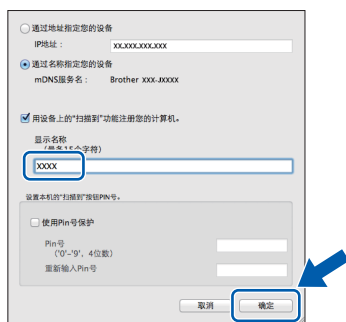 通过地址指定您的设备
IP地址： XX.XXX.XXX.XXX
通过名称指定您的设备
mDNS服务名： Brother XXX-JXXXX
用设备上的"扫描到"功能注册您的计算机。
显示名称
（最多15个字符）
XXXX
设置本机的"扫描到"按钮PIN号。
使用Pin号保护
Pin号
（'0'-'9'，4位数）
重新输入Pin号
取消 确定